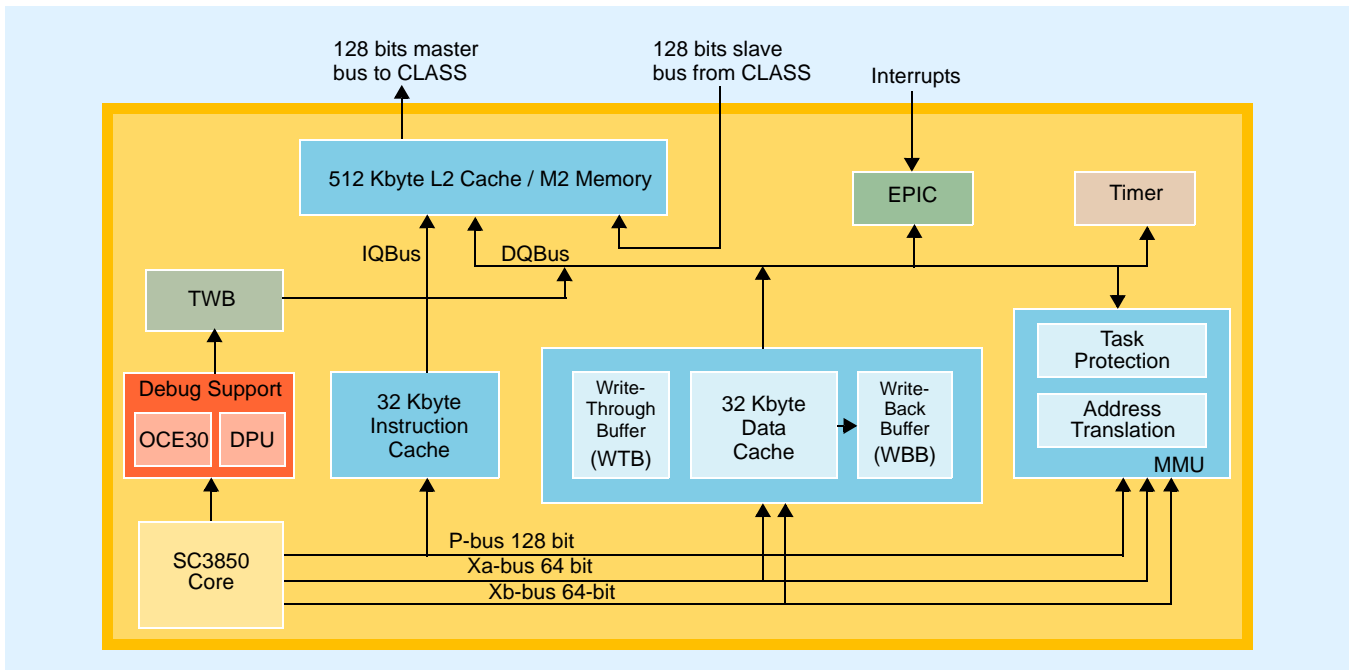 128 bits master
bus to CLASS
128 bits slave
bus from CLASS
Interrupts
512 Kbyte L2 Cache / M2 Memory
EPIC
Timer
IQBus
DQBus
TWB
Task
Protection
Address
Translation
MMU
Debug Support
OCE30
DPU
32 Kbyte
Instruction
Cache
Write-
Through
Buffer
(WTB)
32 Kbyte
Data
Cache
Write-
Back
Buffer
(WBB)
SC3850
Core
P-bus 128 bit
Xa-bus 64 bit
Xb-bus 64-bit